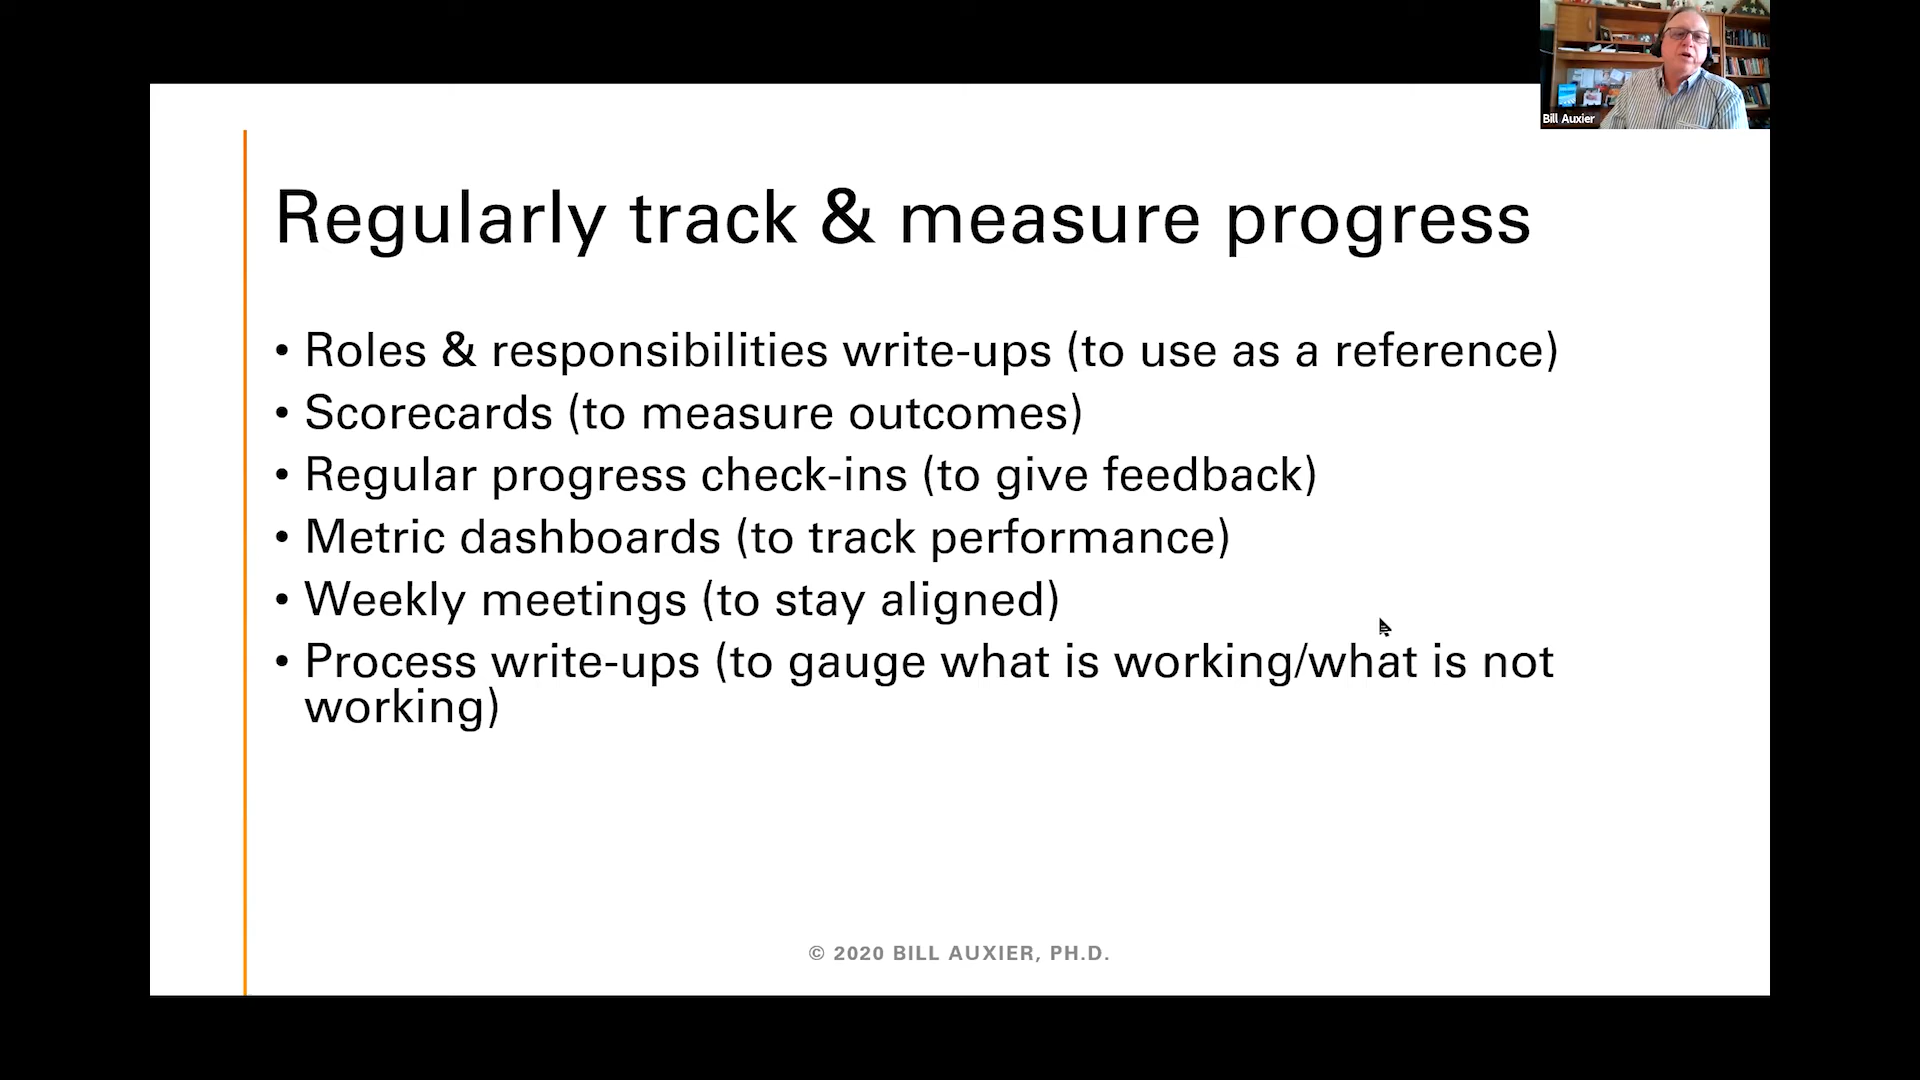 Bill Auxier
Regularly track & measure progress
• Roles & responsibilities write-ups (to use as a reference)
• Scorecards (to measure outcomes)
• Regular progress check-ins (to give feedback)
• Metric dashboards (to track performance)
• Weekly meetings (to stay aligned)
• Process write-ups (to gauge what is working/what is not
working)
© 2020 BILL AUXIER, PH.D.